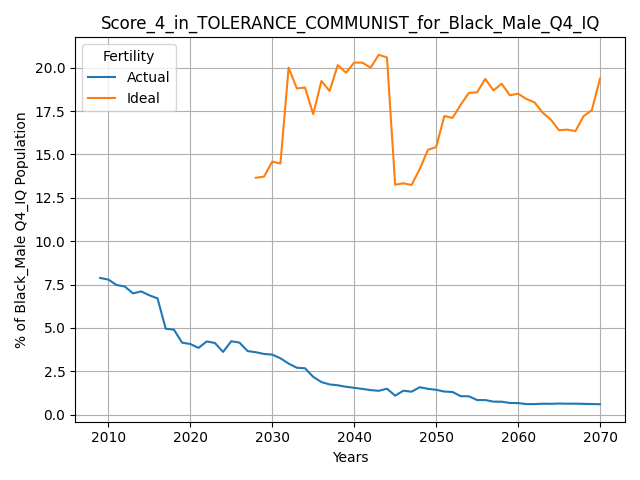 Score_4_in_TOLERANCE_COMMUNIST_for_Black_Male_Q4_IQ
Fertility
Actual
Ideal
% of Black_Male Q4_IQ Population
20.0
17.5
15.0
12.5
10.0
7.5
5.0
2.5
0.0
2010 2020 2030 2040 2050 2060 2070
Years